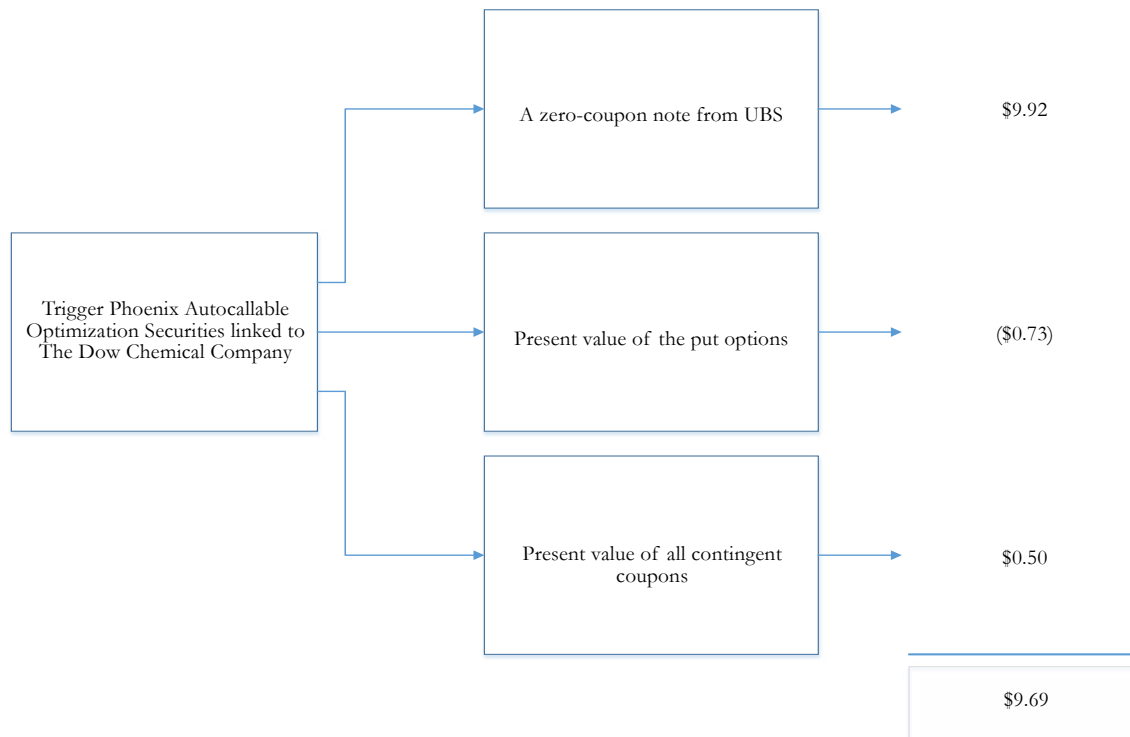 A zero-coupon note from UBS
$9.92
Trigger Phoenix Autocallable
Optimization Securities linked to
The Dow Chemical Company
Present value of the put options
($0.73)
Present value of all contingent
coupons
$0.50
$9.69